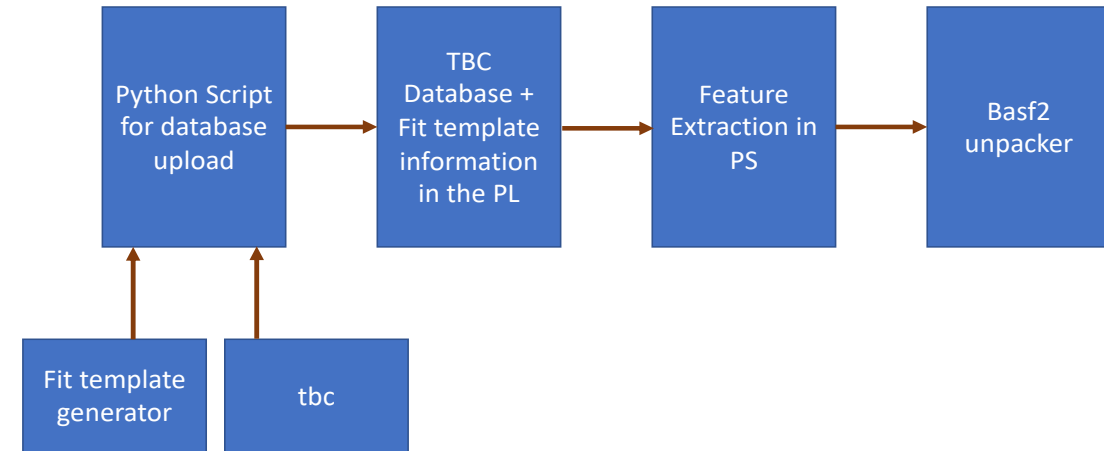 Python Script
for database
upload
TBC
Database +
Fit template
information
in the PL
Feature
Extraction in
PS
Basf2
unpacker
Fit template
generator
tbc